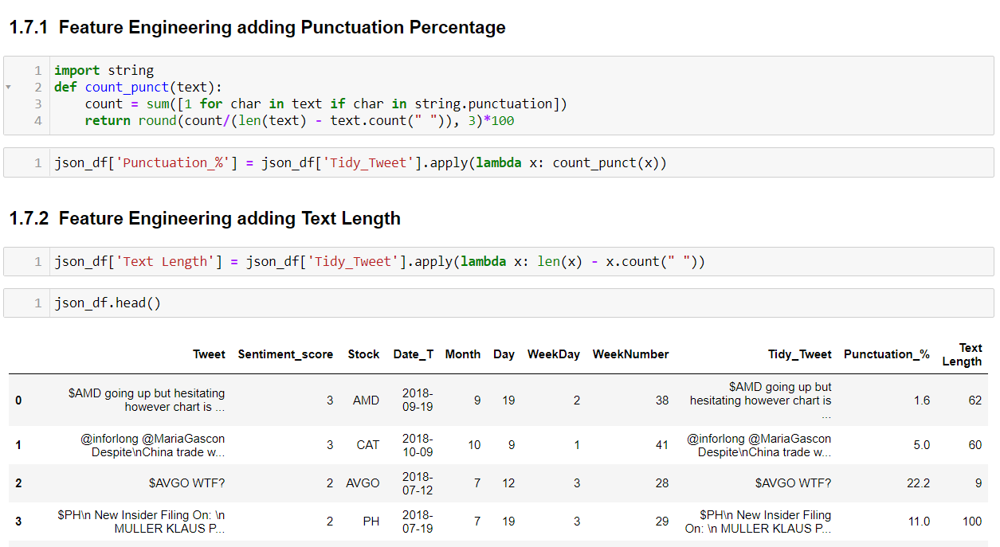 1.7.1 Feature Engineering adding Punctuation Percentage
1 import string
2 def count_punct(text):
3     count = sum([1 for char in text if char in string.punctuation])
4     return round(count/(len(text) - text.count(" ")), 3)*100
1 json_df['Punctuation_%'] = json_df['Tidy_Tweet'].apply(lambda x: count_punct(x))
1.7.2 Feature Engineering adding Text Length
1 json_df['Text Length'] = json_df['Tidy_Tweet'].apply(lambda x: len(x) - x.count(" "))
1 json_df.head()
Text
Tweet Sentiment_score Stock Date_T Month Day WeekDay WeekNumber Tidy_Tweet Punctuation_% Length
$AMD going up but hesitating 2018- $AMD going up but
0 however chart is ... 3 AMD 09-19 9 19 2 38 hesitating however chart is 1.6 62
...
@inforlong @MariaGascon 2018- @inforlong @MariaGascon
1 Despite\nChina trade w... 3 CAT 10-09 10 9 1 41 Despite\nChina trade w... 5.0 60
2018-
2 $AVGO WTF? 2 AVGO 07-12 7 12 3 28 $AVGO WTF? 22.2 9
$PH\n New Insider Filing On: \n 2018- $PH\n New Insider Filing
3 MULLER KLAUS P... 2 PH 07-19 7 19 3 29 On: \n MULLER KLAUS P... 11.0 100